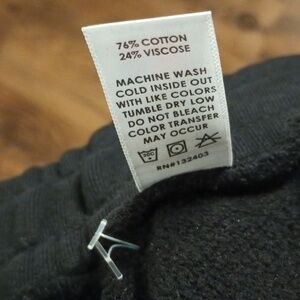 76% COTTON
24% VISCOSE
MACHINE WASH
COLD INSIDE OUT
WITH LIKE COLORS
TUMBLE DRY LOW
DO NOT BLEACH
COLOR TRANSFER
MAY OCCUR
RN#132403